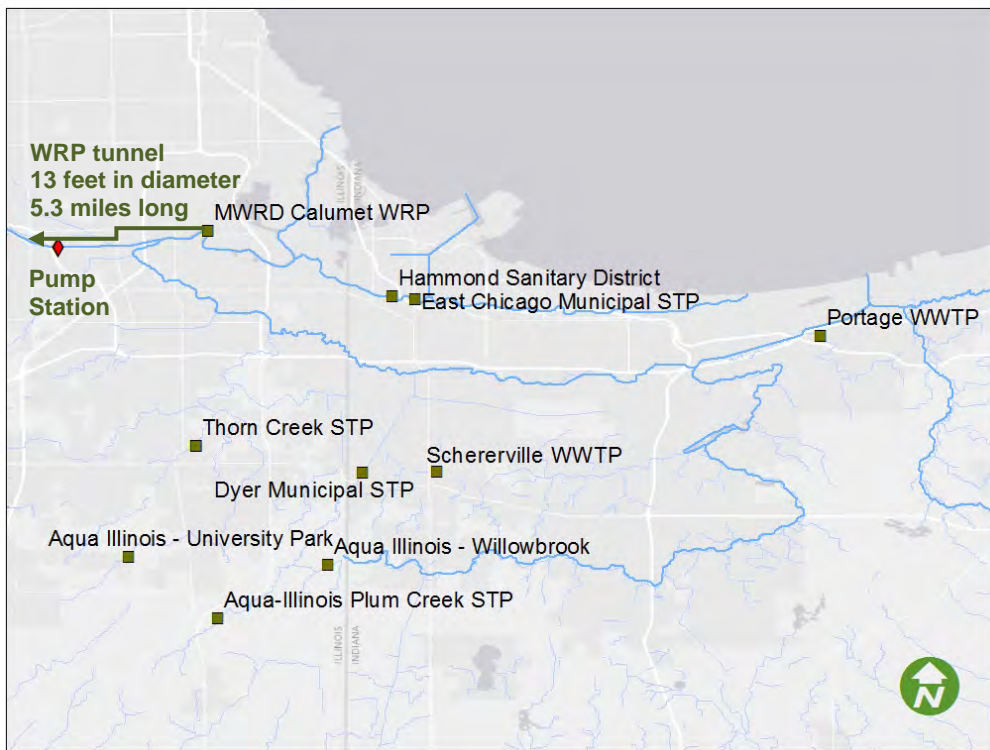 WRP tunnel
13 feet in diameter
5.3 miles long
MWRD Calumet WRP
ILLINOIS
INDIANA
Pump
Station
Hammond Sanitary District
East Chicago Municipal STP
Portage WWTP
Thorn Creek STP
Schererville WWTP
Dyer Municipal STP
Aqua Illinois - University Park
Aqua Illinois - Willowbrook
Aqua-Illinois Plum Creek STP
ILLINOIS
INDIANA
N